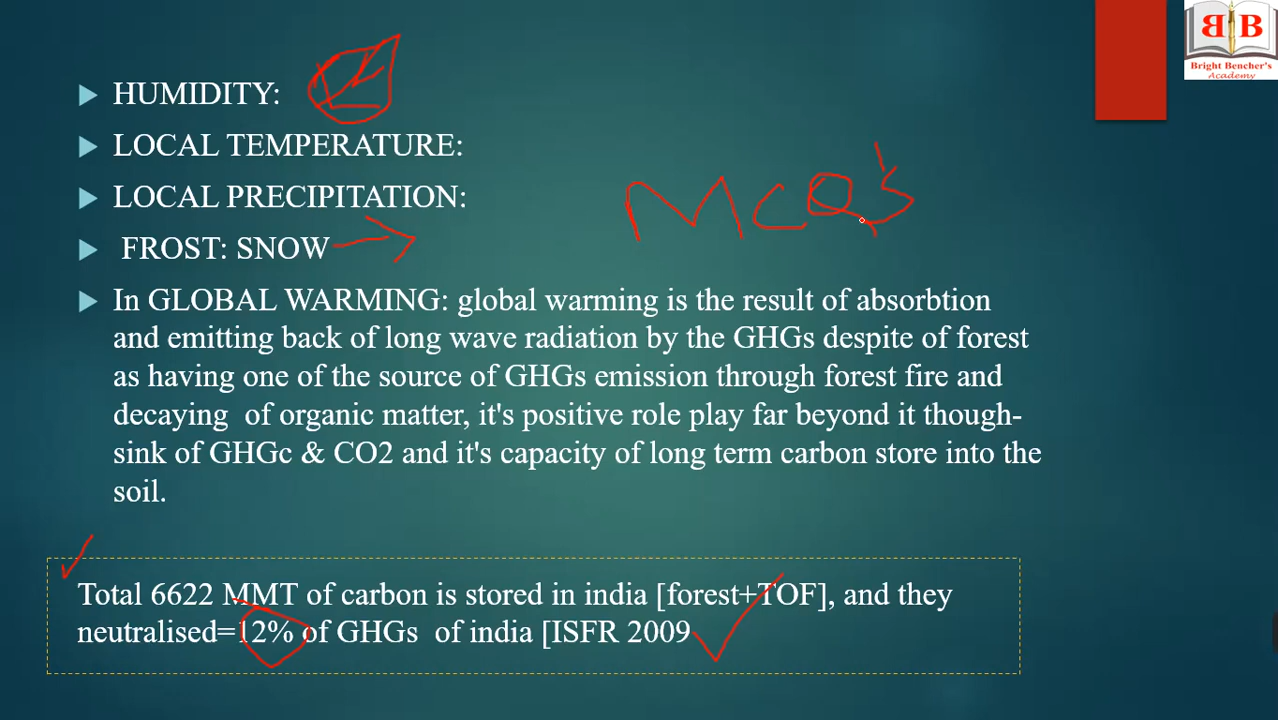 BB
Bright Bencher's
Academy
HUMIDITY:
LOCAL TEMPERATURE:
LOCAL PRECIPITATION:
MCQ's
FROST: SNOW
In GLOBAL WARMING: global warming is the result of absorbtion
and emitting back of long wave radiation by the GHGs despite of forest
as having one of the source of GHGs emission through forest fire and
decaying of organic matter, it's positive role play far beyond it though-
sink of GHGc & CO2 and it's capacity of long term carbon store into the
soil.
Total 6622 MMT of carbon is stored in india [forest+TOF], and they
neutralised=12% of GHGs of india [ISFR 2009